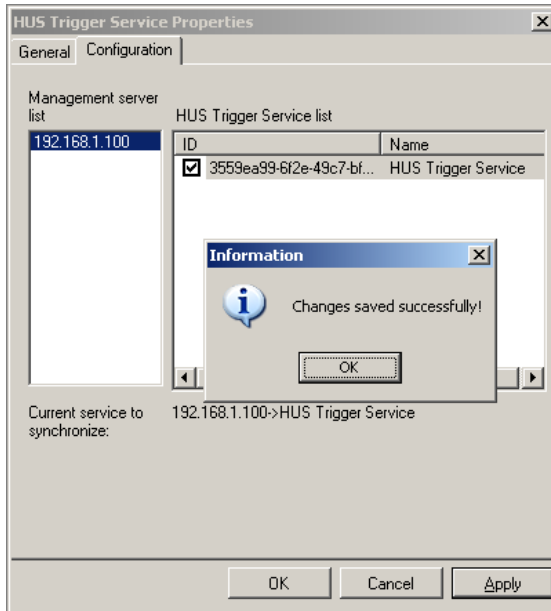 HUS Trigger Service Properties
General Configuration
Management server
list
HUS Trigger Service list
192.168.1.100
ID Name
3559ea99-6f2e-49c7-bf... HUS Trigger Service
Information
Changes saved successfully!
OK
Current service to
synchronize:
192.168.1.100->HUS Trigger Service
OK Cancel Apply